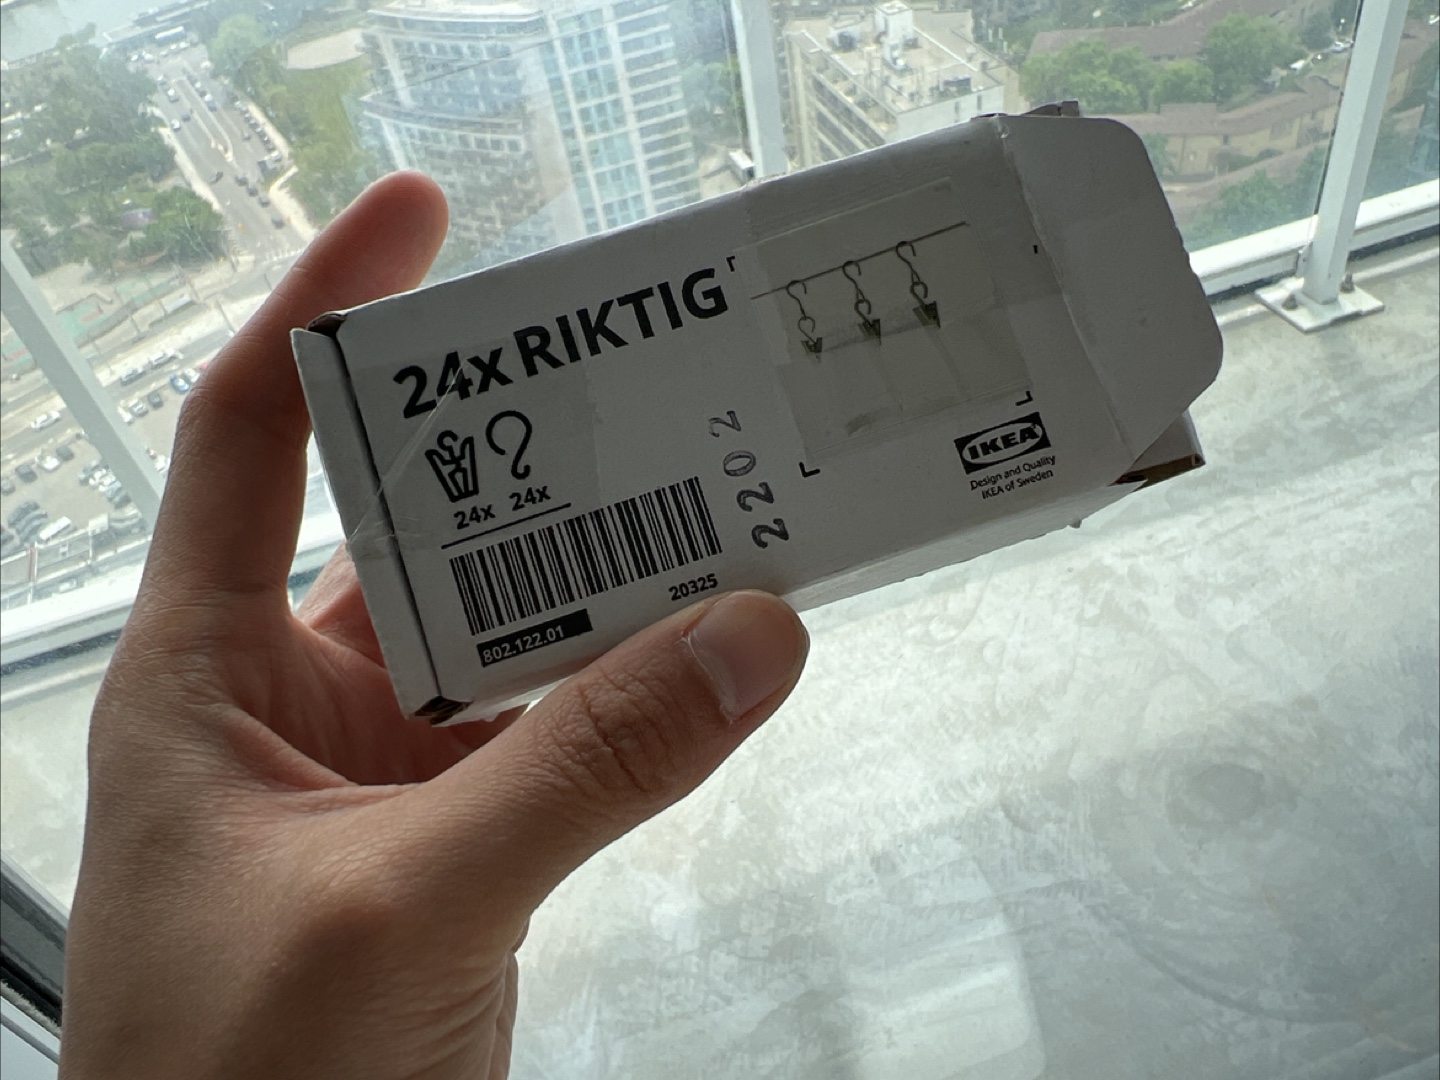 24x RIKTIG
24x 24x
20325
802.122.01
2202
IKEA
Design and Quality
IKEA of Sweden